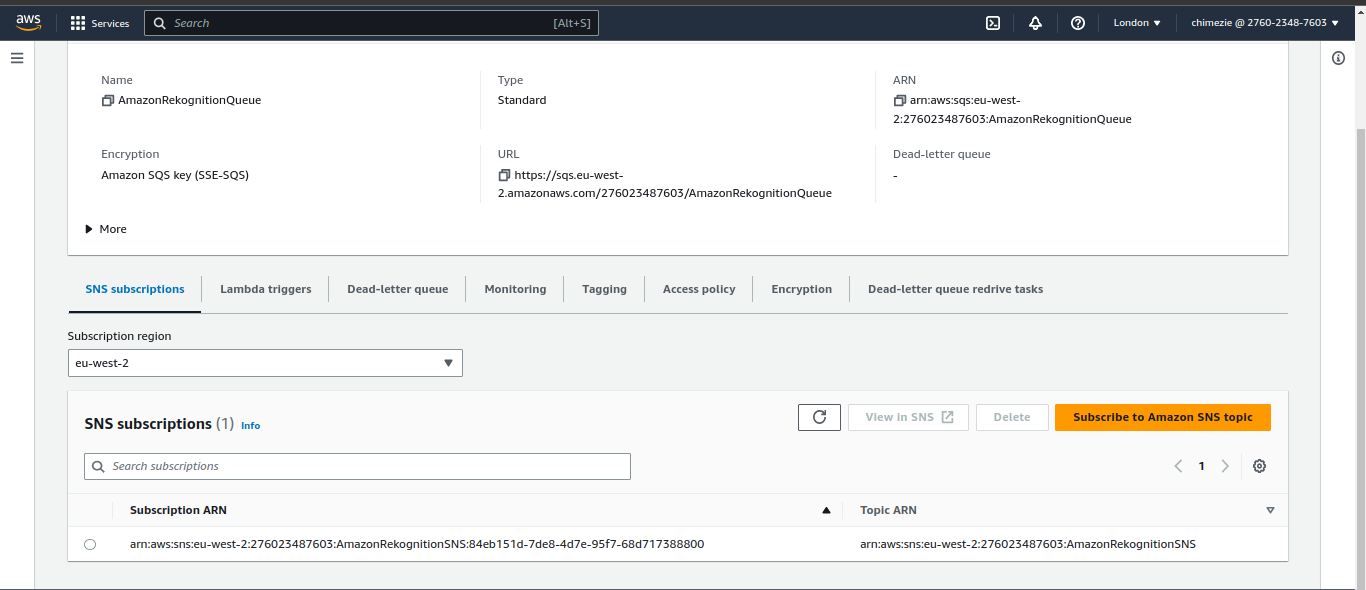 aws
Services
Search
[Alt+S]
London
chimezie @ 2760-2348-7603
Name
AmazonRekognitionQueue
Type
Standard
ARN
arn:aws:sqs:eu-west-
2:276023487603:AmazonRekognitionQueue
Encryption
Amazon SQS key (SSE-SQS)
URL
https://sqs.eu-west-
2.amazonaws.com/276023487603/AmazonRekognitionQueue
Dead-letter queue
-
More
SNS subscriptions
Lambda triggers
Dead-letter queue
Monitoring
Tagging
Access policy
Encryption
Dead-letter queue redrive tasks
Subscription region
eu-west-2
SNS subscriptions (1) Info
View in SNS
Delete
Subscribe to Amazon SNS topic
Search subscriptions
1
Subscription ARN
Topic ARN
arn:aws:sns:eu-west-2:276023487603:AmazonRekognitionSNS:84eb151d-7de8-4d7e-95f7-68d717388800
arn:aws:sns:eu-west-2:276023487603:AmazonRekognitionSNS